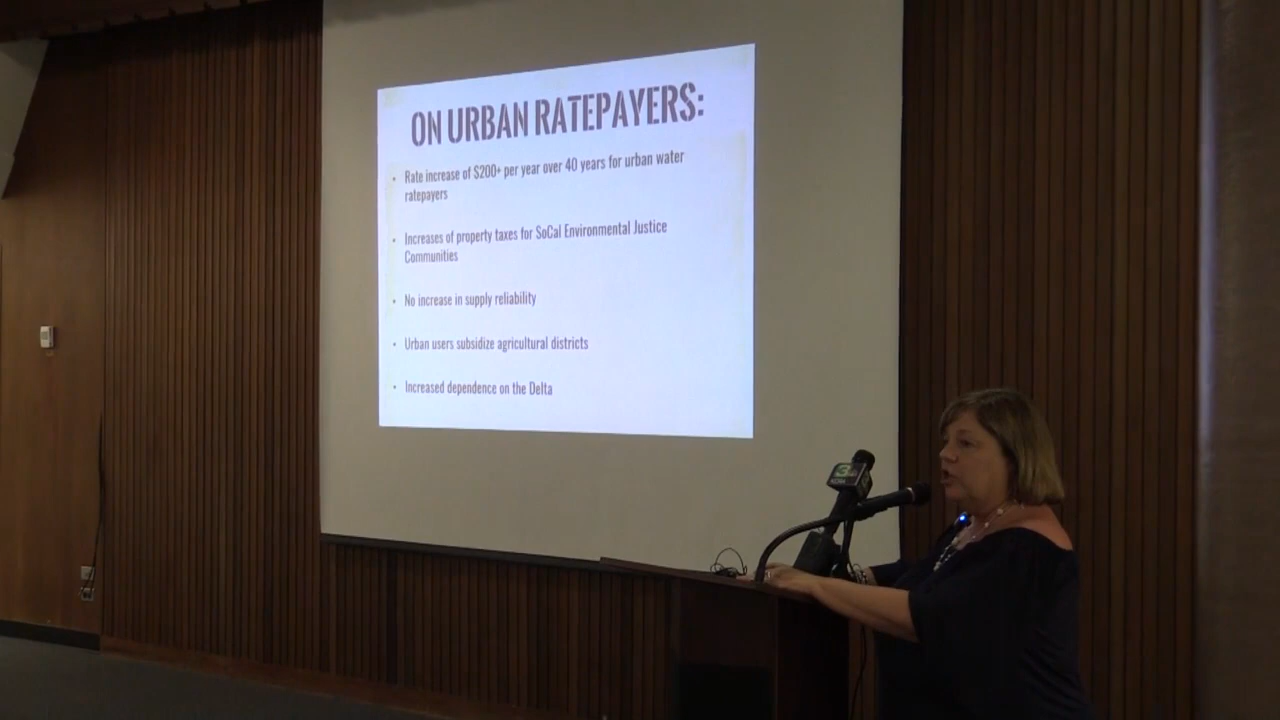 ON URBAN RATEPAYERS:
• Rate increase of $200+ per year over 40 years for urban water
ratepayers
• Increases of property taxes for SoCal Environmental Justice
Communities
• No increase in supply reliability
• Urban users subsidize agricultural districts
• Increased dependence on the Delta
3
KCRA